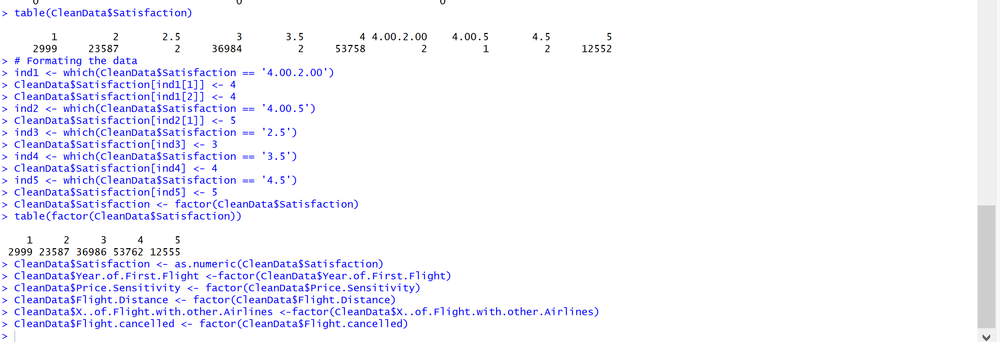 0 0 0
> table(CleanData$Satisfaction)
1 2 2.5 3 3.5 4 4.00.2.00 4.00.5 4.5 5
2999 23587 2 36984 2 53758 2 1 2 12552
> # Formating the data
> ind1 <- which(CleanData$Satisfaction == '4.00.2.00')
> CleanData$Satisfaction[ind1[1]] <- 4
> CleanData$Satisfaction[ind1[2]] <- 4
> ind2 <- which(CleanData$Satisfaction == '4.00.5')
> CleanData$Satisfaction[ind2[1]] <- 5
> ind3 <- which(CleanData$Satisfaction == '2.5')
> CleanData$Satisfaction[ind3] <- 3
> ind4 <- which(CleanData$Satisfaction == '3.5')
> CleanData$Satisfaction[ind4] <- 4
> ind5 <- which(CleanData$Satisfaction == '4.5')
> CleanData$Satisfaction[ind5] <- 5
> CleanData$Satisfaction <- factor(CleanData$Satisfaction)
> table(factor(CleanData$Satisfaction))
1 2 3 4 5
2999 23587 36986 53762 12555
> CleanData$Satisfaction <- as.numeric(CleanData$Satisfaction)
> CleanData$Year.of.First.Flight <-factor(CleanData$Year.of.First.Flight)
> CleanData$Price.Sensitivity <- factor(CleanData$Price.Sensitivity)
> CleanData$Flight.Distance <- factor(CleanData$Flight.Distance)
> CleanData$X..of.Flight.with.other.Airlines <-factor(CleanData$X..of.Flight.with.other.Airlines)
> CleanData$Flight.cancelled <- factor(CleanData$Flight.cancelled)
>